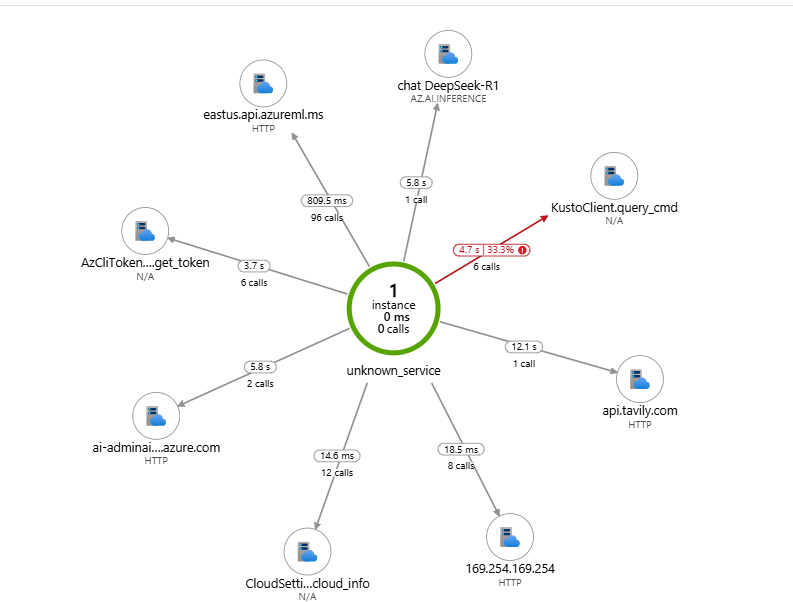 chat DeepSeek-R1
AZ.AI.INFERENCE
eastus.api.azureml.ms
HTTP
5.8 s
1 call
809.5 ms
96 calls
KustoClient.query_cmd
N/A
4.7 s | 33.3% !
6 calls
AzCliToken....get_token
N/A
3.7 s
6 calls
1
instance
0 ms
0 calls
unknown_service
12.1 s
1 call
api.tavily.com
HTTP
5.8 s
2 calls
ai-adminai....azure.com
HTTP
14.6 ms
12 calls
18.5 ms
8 calls
CloudSetti...cloud_info
N/A
169.254.169.254
HTTP